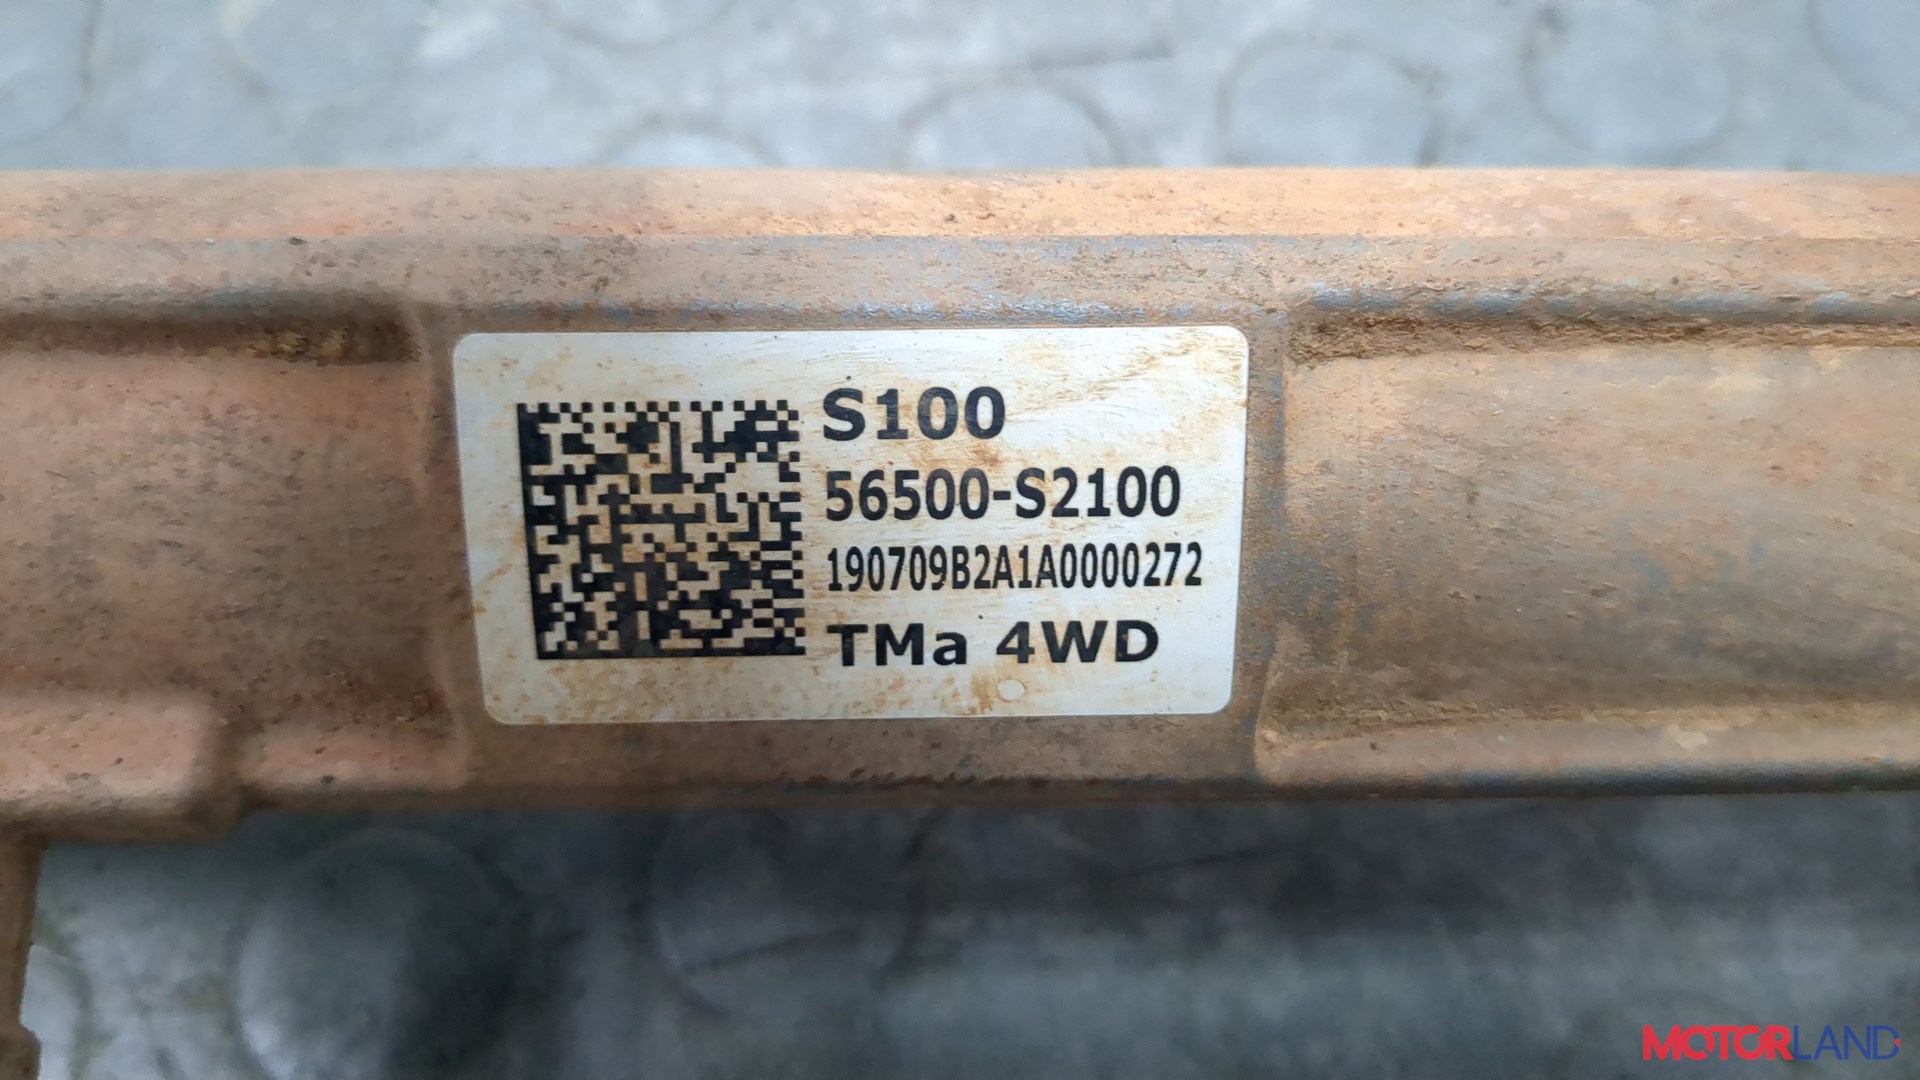 S100
56500-S2100
190709B2A1A0000272
TMa 4WD
MOTORLAND